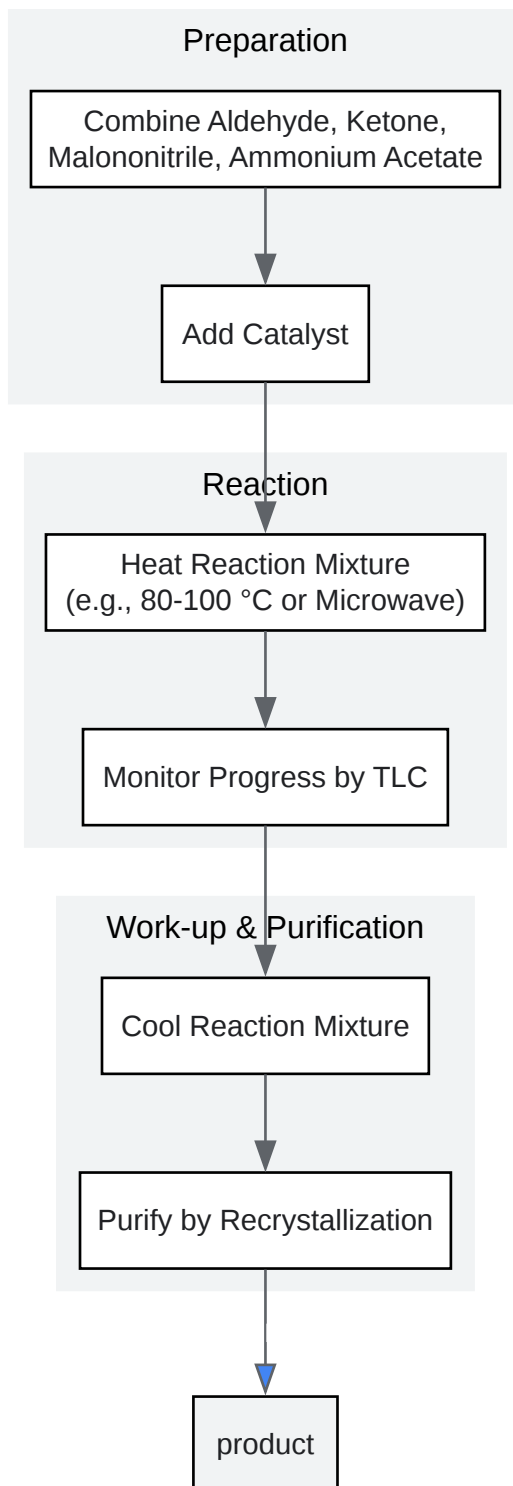 Preparation
Combine Aldehyde, Ketone,
Malononitrile, Ammonium Acetate
Add Catalyst
Reaction
Heat Reaction Mixture
(e.g., 80-100 °C or Microwave)
Monitor Progress by TLC
Work-up & Purification
Cool Reaction Mixture
Purify by Recrystallization
product